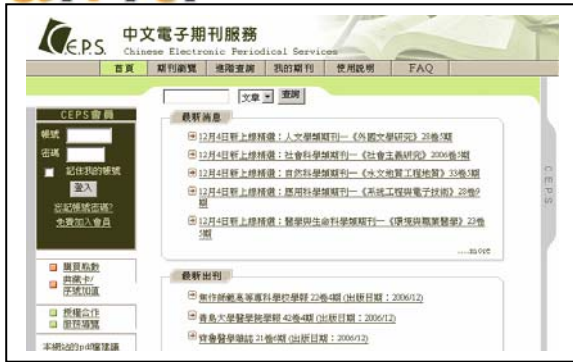 C.E.P.S.
中文電子期刊服務
Chinese Electronic Periodical Services
首頁 期刊瀏覽 進階查詢 我的期刊 使用說明 FAQ
文章 查詢
CEPS會員
帳號
密碼
記住我的帳號
登入
忘記帳號密碼?
免費加入會員
購買點數
典藏卡/
序號加值
授權合作
服務導覽
本網站的pdf檔建議
最新消息
12月4日新上線精選:人文學類期刊—《外國文學研究》28卷5期
12月4日新上線精選:社會科學類期刊—《社會主義研究》2006卷5期
12月4日新上線精選:自然科學類期刊—《水文地質工程地質》33卷5期
12月4日新上線精選:應用科學類期刊—《系統工程與電子技術》28卷9
期
12月4日新上線精選:醫學與生命科學類期刊—《環境與職業醫學》23卷
5期
....more
最新出刊
焦作師範高等專科學校學報 22卷4期 (出版日期:2006/12)
青島大學醫學院學報 42卷4期 (出版日期:2006/12)
齊魯醫學雜誌 21卷6期 (出版日期:2006/12)
CEPS